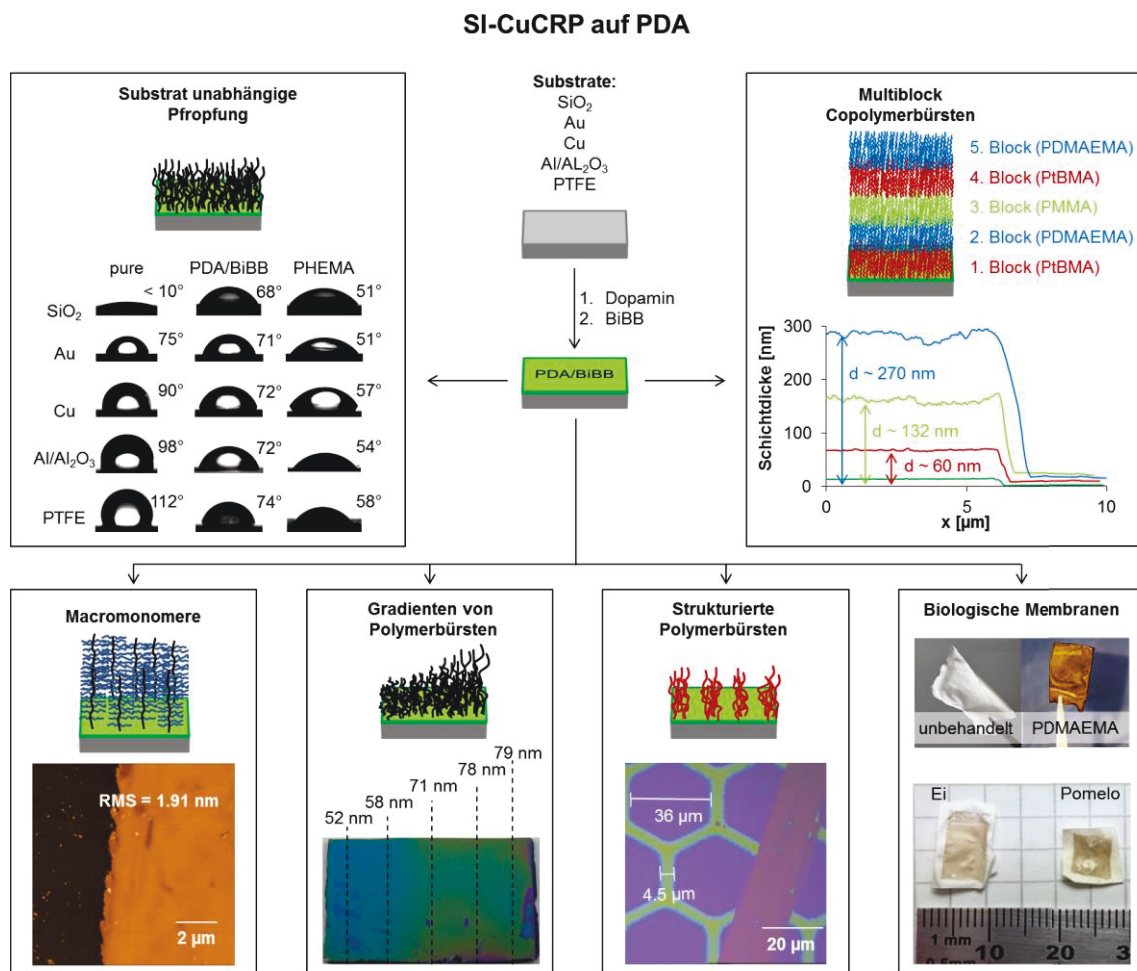 SI-CuCRP auf PDA
Substrat unabhängige
Pfropfung
pure PDA/BiBB PHEMA
SiO₂ < 10° 68° 51°
Au 75° 71° 51°
Cu 90° 72° 57°
Al/Al₂O₃ 98° 72° 54°
PTFE 112° 74° 58°
Substrate:
SiO₂
Au
Cu
Al/AL₂O₃
PTFE
1. Dopamin
2. BiBB
PDA/BiBB
Multiblock
Copolymerbürsten
5. Block (PDMAEMA)
4. Block (PtBMA)
3. Block (PMMA)
2. Block (PDMAEMA)
1. Block (PtBMA)
Schichtdicke [nm]
300
200
100
0
d ~ 270 nm
d ~ 132 nm
d ~ 60 nm
0 5 10
x [µm]
Macromonomere
RMS = 1.91 nm
2 µm
Gradienten von
Polymerbürsten
52 nm
58 nm
71 nm
78 nm
79 nm
Strukturierte
Polymerbürsten
36 µm
4.5 µm
20 µm
Biologische Membranen
unbehandelt PDMAEMA
Ei Pomelo
1 mm 10 20 3
0.5mm